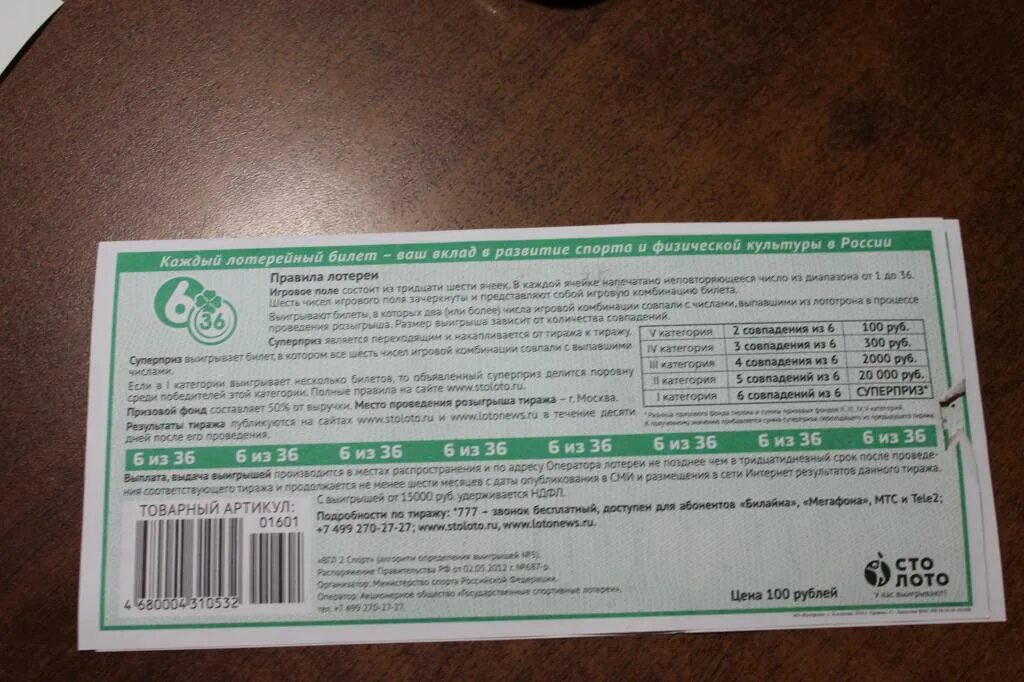 Каждый лотерейный билет – ваш вклад в развитие спорта и физической культуры в России
6 36
Правила лотереи
Игровое поле состоит из тридцати шести ячеек. В каждой ячейке напечатано неповторяющееся число из диапазона от 1 до 36.
Шесть чисел игрового поля зачеркнуты и представляют собой игровую комбинацию билета.
Выигрывают билеты, в которых два (или более) числа игровой комбинации совпали с числами, выпавшими из лототрона в процессе
проведения розыгрыша. Размер выигрыша зависит от количества совпадений.
Суперприз является переходящим и накапливается от тиража к тиражу.
Суперприз выигрывает билет, в котором все шесть чисел игровой комбинации совпали с выпавшими
числами.
Если в I категории выигрывает несколько билетов, то объявленный суперприз делится поровну
среди победителей этой категории. Полные правила на сайте www.stoloto.ru.
Призовой фонд составляет 50% от выручки. Место проведения розыгрыша тиража – г. Москва.
Результаты тиража публикуются на сайтах www.stoloto.ru и www.lotonews.ru в течение десяти
дней после его проведения.
V категория 2 совпадения из 6 100 руб.
IV категория 3 совпадения из 6 300 руб.
III категория 4 совпадения из 6 2000 руб.
II категория 5 совпадений из 6 20 000 руб.
I категория 6 совпадений из 6 СУПЕРПРИЗ*
6 из 36 6 из 36 6 из 36 6 из 36 6 из 36 6 из 36 6 из 36 6 из 36
Выплата, выдача выигрышей производится в местах распространения и по адресу Оператора лотереи не позднее чем в тридцатидневный срок после проведе-
ния соответствующего тиража и продолжается не менее шести месяцев с даты опубликования в СМИ и размещения в сети Интернет результатов данного тиража.
С выигрышей от 15000 руб. удерживается НДФЛ.
Подробности по тиражу: *777 – звонок бесплатный, доступен для абонентов «Билайна», «Мегафона», МТС и Tele2;
+7 499 270-27-27; www.stoloto.ru, www.lotonews.ru.
ТОВАРНЫЙ АРТИКУЛ:
01601
4 680004 310532
«ВГЛ 2 Спорт» (алгоритм определения выигрышей №5).
Распоряжение Правительства РФ от 02.05.2012 г. №687-р.
Организатор: Министерство спорта Российской Федерации.
Оператор: Акционерное общество «Государственные спортивные лотереи»,
тел. +7 499 270-27-27.
Цена 100 рублей
СТО
ЛОТО
У нас выигрывают!